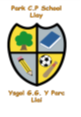 Park C.P School
Llay
Ysgol G.G. Y Parc
Llai